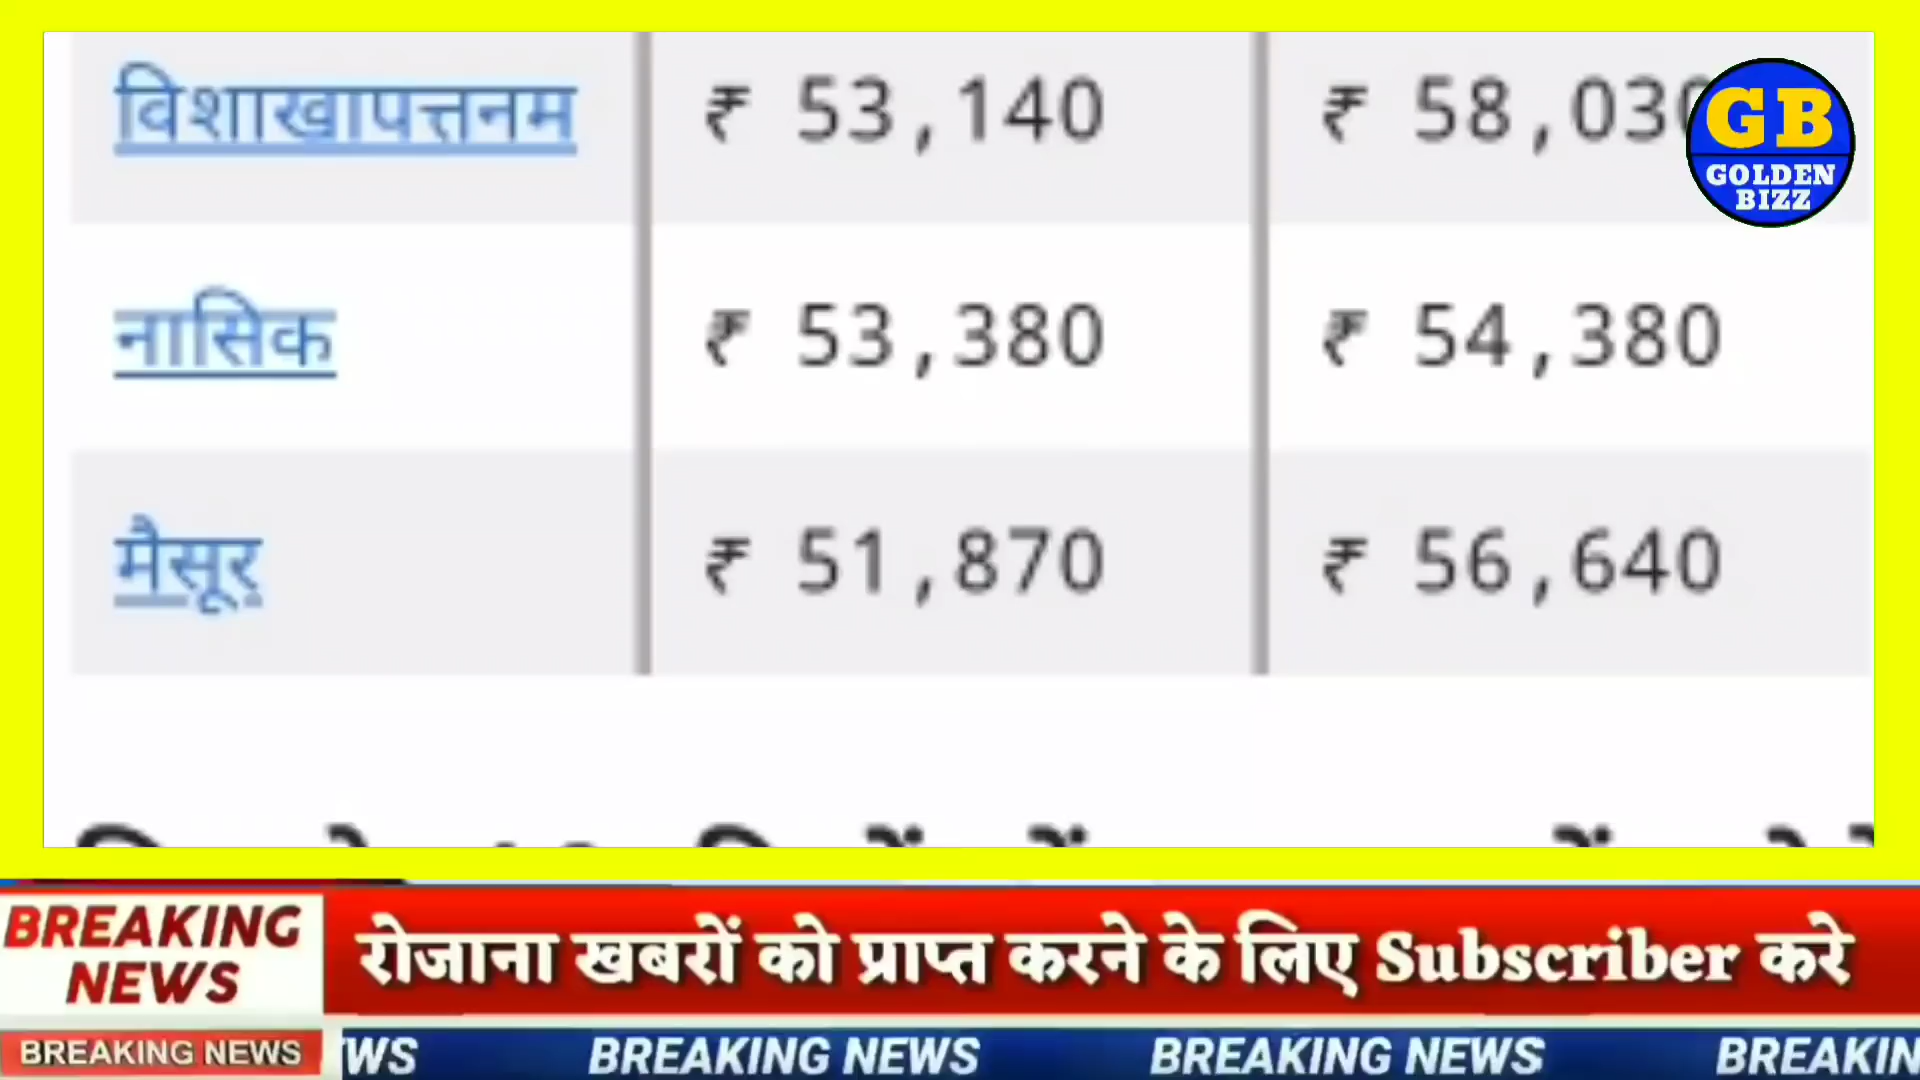 विशाखापत्तनम ₹ 53,140 ₹ 58,030
नासिक ₹ 53,380 ₹ 54,380
मैसूर ₹ 51,870 ₹ 56,640
GB
GOLDEN
BIZZ
BREAKING
NEWS
रोजाना खबरों को प्राप्त करने के लिए Subscriber करे
BREAKING NEWS
WS BREAKING NEWS BREAKING NEWS BREAKIN